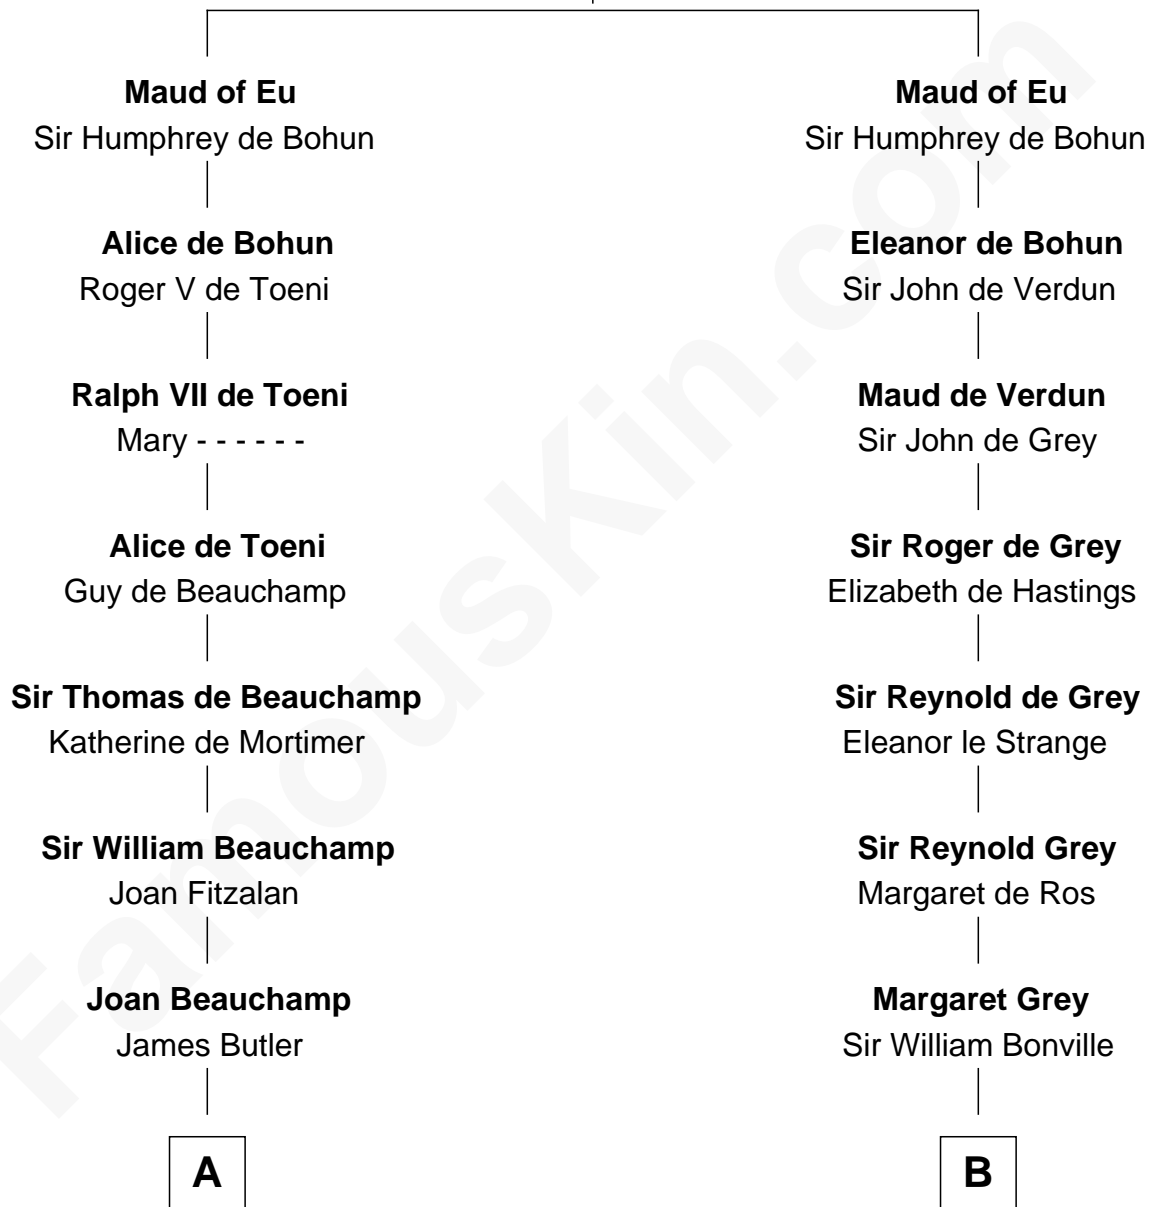 Maud of Eu
Sir Humphrey de Bohun
Alice de Bohun
Roger V de Toeni
Ralph VII de Toeni
Mary - - - - - -
Alice de Toeni
Guy de Beauchamp
Sir Thomas de Beauchamp
Katherine de Mortimer
Sir William Beauchamp
Joan Fitzalan
Joan Beauchamp
James Butler
A
Maud of Eu
Sir Humphrey de Bohun
Eleanor de Bohun
Sir John de Verdun
Maud de Verdun
Sir John de Grey
Sir Roger de Grey
Elizabeth de Hastings
Sir Reynold de Grey
Eleanor le Strange
Sir Reynold Grey
Margaret de Ros
Margaret Grey
Sir William Bonville
B
FamousKin.com